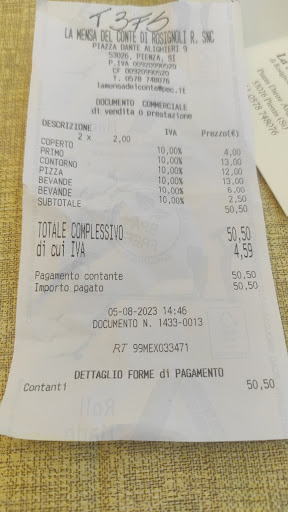 T375
LA MENSA DEL CONTE DI ROSIGNOLI R. SNC
PIAZZA DANTE ALIGHIERI 9
53026, PIENZA, SI
P.IVA 00920990520
CF 00920990520
T. 0578 748076
lamensadelconte@pec.it
DOCUMENTO COMMERCIALE
di vendita o prestazione
DESCRIZIONE IVA Prezzo(€)
2 x 2,00
COPERTO 10,00% 4,00
PRIMO 10,00% 13,00
CONTORNO 10,00% 12,00
PIZZA 10,00% 13,00
BEVANDE 10,00% 6,00
BEVANDE 10,00% 2,50
SUBTOTALE 50,50
TOTALE COMPLESSIVO 50,50
di cui IVA 4,59
Pagamento contante 50,50
Importo pagato 50,50
05-08-2023 14:46
DOCUMENTO N. 1433-0013
RT 99MEX033471
DETTAGLIO FORME di PAGAMENTO
Contanti 50,50